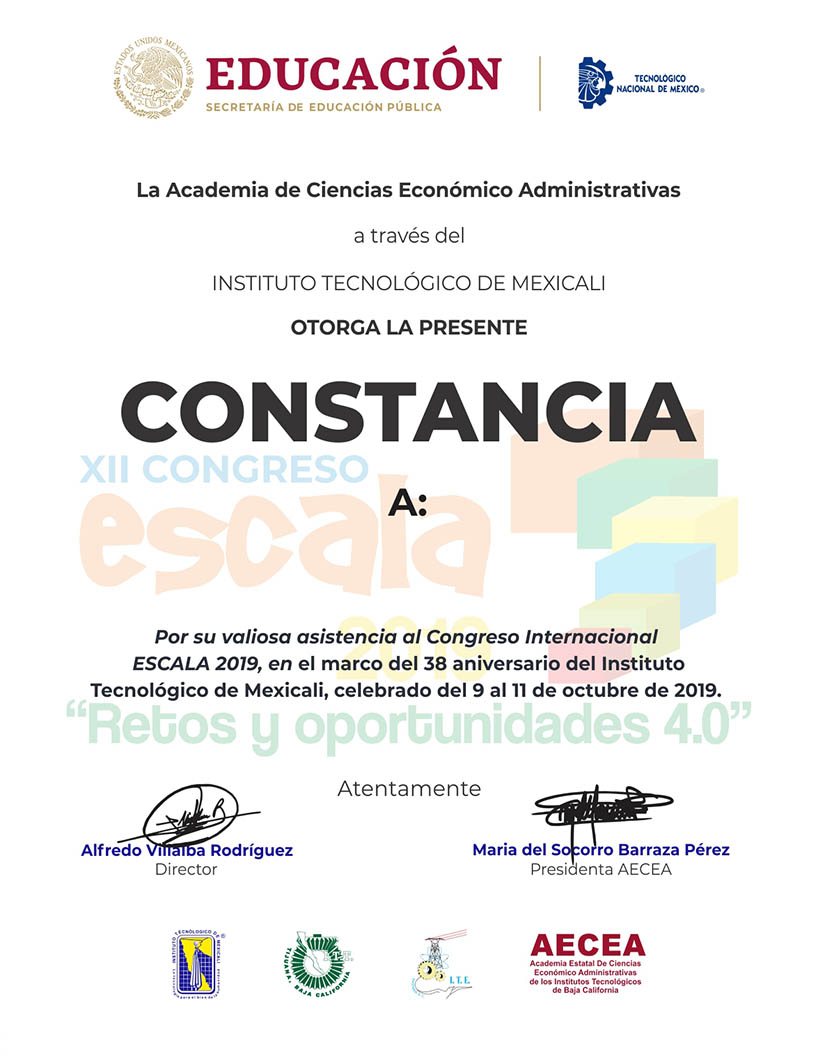 ESTADOS UNIDOS MEXICANOS
EDUCACIÓN
SECRETARÍA DE EDUCACIÓN PÚBLICA
TECNOLÓGICO
NACIONAL DE MEXICO®
La Academia de Ciencias Económico Administrativas
a través del
INSTITUTO TECNOLÓGICO DE MEXICALI
OTORGA LA PRESENTE
CONSTANCIA
XII CONGRESO
escala
A:
2019
Por su valiosa asistencia al Congreso Internacional
ESCALA 2019, en el marco del 38 aniversario del Instituto
Tecnológico de Mexicali, celebrado del 9 al 11 de octubre de 2019.
“Retos y oportunidades 4.0”
Atentamente
Alfredo Villalba Rodríguez
Director
Maria del Socorro Barraza Pérez
Presidenta AECEA
INSTITUTO TECNOLOGICO DE MEXICALI ®
I.T.T.
TIJUANA, BAJA CALIFORNIA
I.T.E.
AECEA
Academia Estatal De Ciencias
Económico Administrativas
de los Institutos Tecnológicos
de Baja California